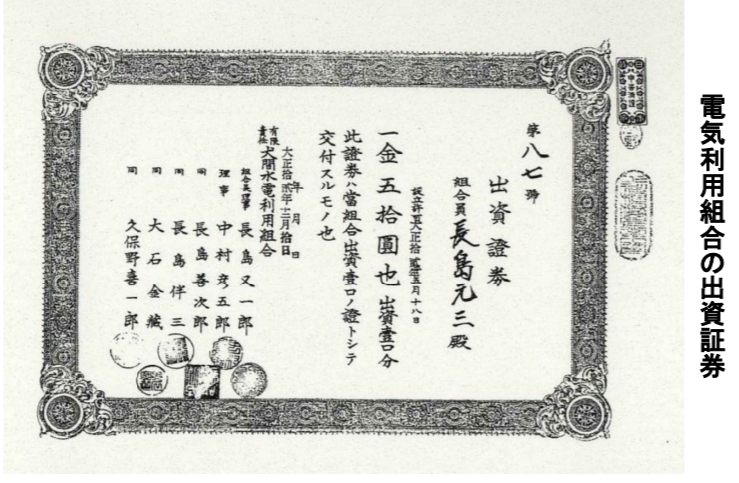 電気利用組合の出資証券
第八七號
出資證券
組合員 長島元三殿
設立許可大正拾貳年五月十八日
一金五拾圓也 出資壹口分
此證券ハ當組合出資壹口ノ證トシテ
交付スルモノ也
年 月 日
大正拾貳年十二月拾日
有限責任大間水電利用組合
組合長理事 長島又一郎
理事 中村彦五郎
同 長島善次郎
同 長島伴三
同 大石金蔵
同 久保野喜一郎